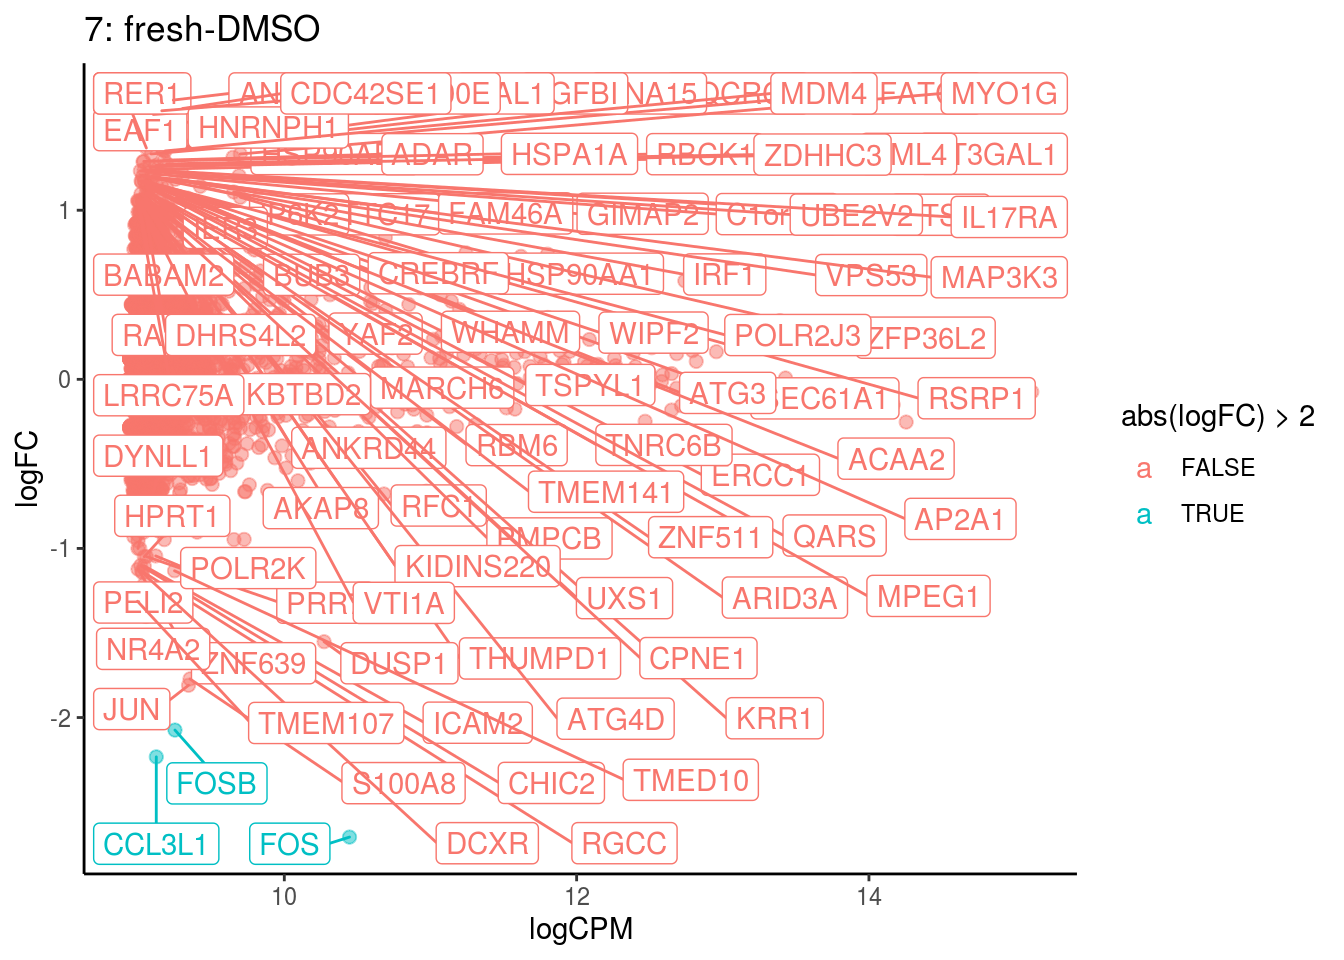 7: fresh-DMSO
RER1 CDC42SE1 MDM4 MYO1G
EAF1 HNRNPH1
ADAR HSPA1A RBCK1 ZDHHC3
FAM46A GIMAP2 UBE2V2 IL17RA
BABAM2 BUB3 CREBRF HSP90AA1 IRF1 VPS53 MAP3K3
DHRS4L2 YAF2 WHAMM WIPF2 POLR2J3 ZFP36L2
LRRC75A KBTBD2 MARCH6 TSPYL1 ATG3 SEC61A1 RSRP1
DYNLL1 ANKRD44 RBM6 TNRC6B ERCC1 ACAA2
HPRT1 AKAP8 RFC1 TMEM141 AP2A1
PMPCB ZNF511 QARS
POLR2K KIDINS220
PELI2 VTI1A UXS1 ARID3A MPEG1
NR4A2 ZNF639 DUSP1 THUMPD1 CPNE1
JUN TMEM107 ICAM2 ATG4D KRR1
FOSB S100A8 CHIC2 TMED10
CCL3L1 FOS DCXR RGCC
1
0
-1
-2
logFC
10 12 14
logCPM
abs(logFC) > 2
a FALSE
a TRUE